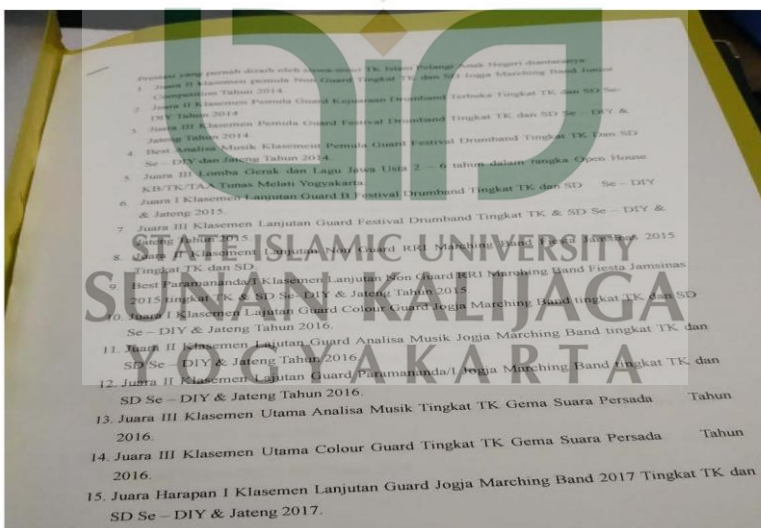 Prestasi yang pernah diraih oleh siswa-siswi TK Islam Pelangi Anak Negeri diantaranya
1. Juara II Klasemen pemula Non Guard Tingkat TK dan SD Jogja Marching Band Junior
Competition Tahun 2014.
2. Juara II Klasemen Pemula Guard Kejuaraan Drumband Terbuka Tingkat TK dan SD Se-
DIY Tahun 2014
3. Juara III Klasemen Pemula Guard Festival Drumband Tingkat TK dan SD Se – DIY &
Jateng Tahun 2014
4. Best Analisa Musik Klasement Pemula Guard Festival Drumband Tingkat TK Dan SD
Se – DIY dan Jateng Tahun 2014.
5. Juara III Lomba Gerak dan Lagu Jawa Usia 2 – 6 tahun dalam rangka Open House
KB/TK/TAA Tunas Melati Yogyakarta.
6. Juara I Klasemen Lanjutan Guard B Festival Drumband Tingkat TK dan SD Se – DIY
& Jateng 2015.
7. Juara III Klasemen Lanjutan Guard Festival Drumband Tingkat TK & SD Se – DIY &
Jateng Tahun 2015.
8. Juara I Klasement Lanjutan Non Guard RRI Marching Band Fiesta Jamsinas 2015
Tingkat TK dan SD.
9. Best Paramananda/I Klasemen Lanjutan Non Guard RRI Marching Band Fiesta Jamsinas
2015 tingkat TK & SD Se-DIY & Jateng Tahun 2015.
10. Juara I Klasemen Lajutan Guard Colour Guard Jogja Marching Band tingkat TK dan SD
Se – DIY & Jateng Tahun 2016.
11. Juara II Klasemen Lajutan Guard Analisa Musik Jogja Marching Band tingkat TK dan
SD Se – DIY & Jateng Tahun 2016.
12. Juara II Klasemen Lajutan Guard Paramananda/I Jogja Marching Band tingkat TK dan
SD Se – DIY & Jateng Tahun 2016.
13. Juara III Klasemen Utama Analisa Musik Tingkat TK Gema Suara Persada Tahun
2016.
14. Juara III Klasemen Utama Colour Guard Tingkat TK Gema Suara Persada Tahun
2016.
15. Juara Harapan I Klasemen Lanjutan Guard Jogja Marching Band 2017 Tingkat TK dan
SD Se – DIY & Jateng 2017.
STATE ISLAMIC UNIVERSITY
SUNAN KALIJAGA
YOGYAKARTA